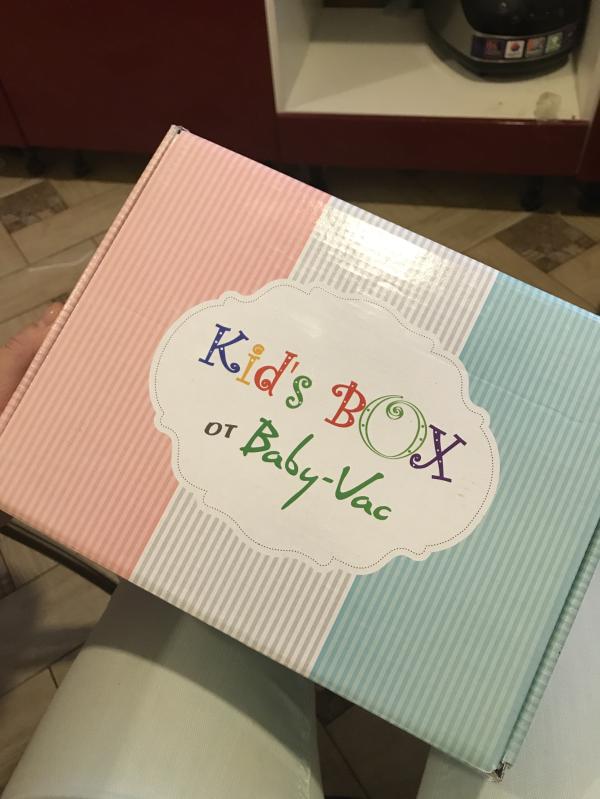 Kid's BOX
от Baby-Vac